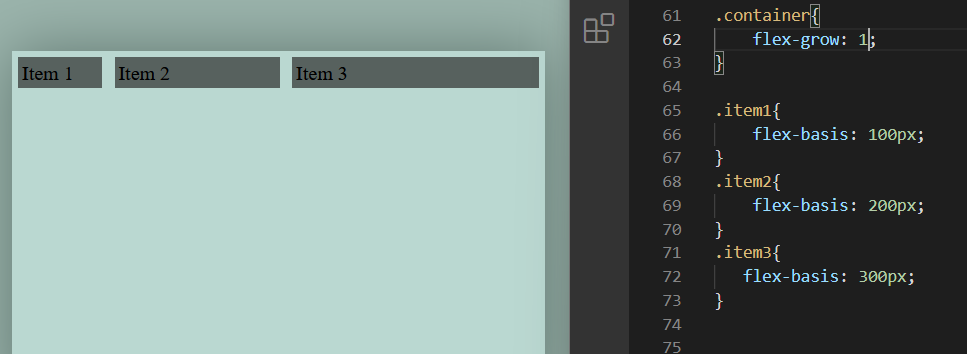 Item 1 Item 2 Item 3
61 .container{
62 flex-grow: 1;
63 }
64
65 .item1{
66 flex-basis: 100px;
67 }
68 .item2{
69 flex-basis: 200px;
70 }
71 .item3{
72 flex-basis: 300px;
73 }
74
75